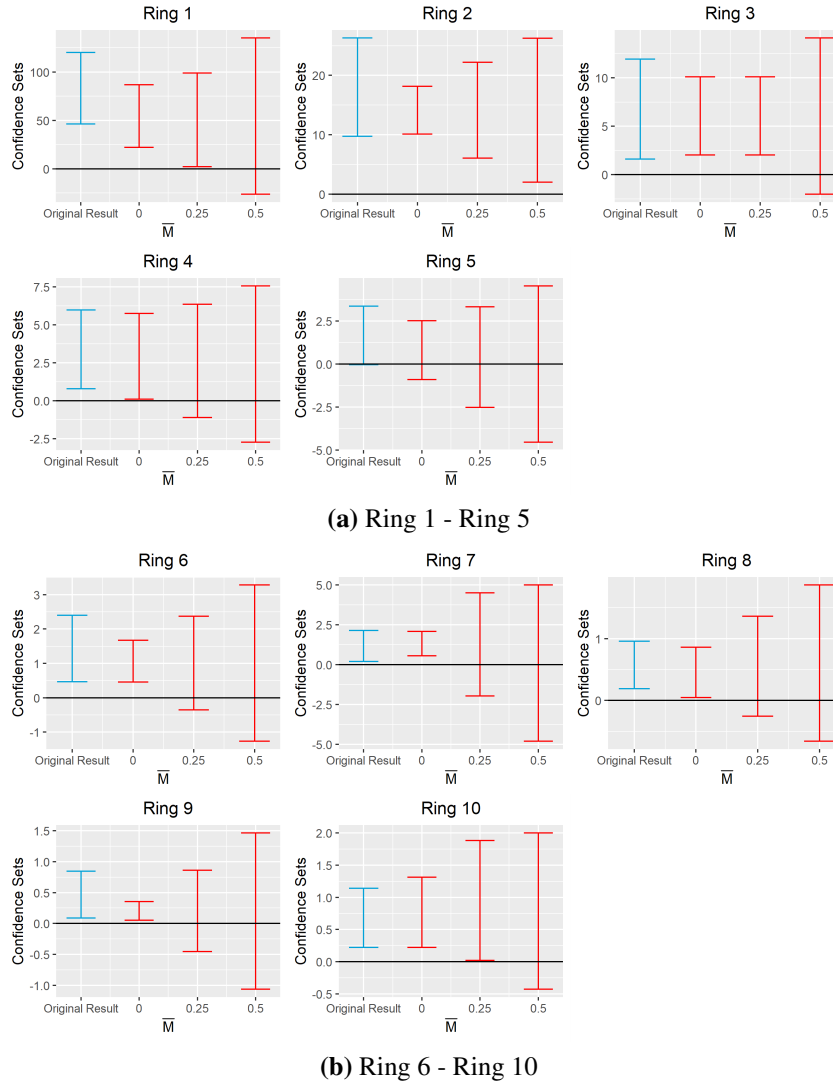 Ring 1
Ring 2
Ring 3
Confidence Sets
100
50
0
Original Result 0 0.25 0.5
M̅
Confidence Sets
20
10
0
Original Result 0 0.25 0.5
M̅
Confidence Sets
10
5
0
Original Result 0 0.25 0.5
M̅
Ring 4
Ring 5
Confidence Sets
7.5
5.0
2.5
0.0
-2.5
Original Result 0 0.25 0.5
M̅
Confidence Sets
2.5
0.0
-2.5
-5.0
Original Result 0 0.25 0.5
M̅
(a) Ring 1 - Ring 5
Ring 6
Ring 7
Ring 8
Confidence Sets
3
2
1
0
-1
Original Result 0 0.25 0.5
M̅
Confidence Sets
5.0
2.5
0.0
-2.5
-5.0
Original Result 0 0.25 0.5
M̅
Confidence Sets
1
0
Original Result 0 0.25 0.5
M̅
Ring 9
Ring 10
Confidence Sets
1.5
1.0
0.5
0.0
-0.5
-1.0
Original Result 0 0.25 0.5
M̅
Confidence Sets
2.0
1.5
1.0
0.5
0.0
-0.5
Original Result 0 0.25 0.5
M̅
(b) Ring 6 - Ring 10